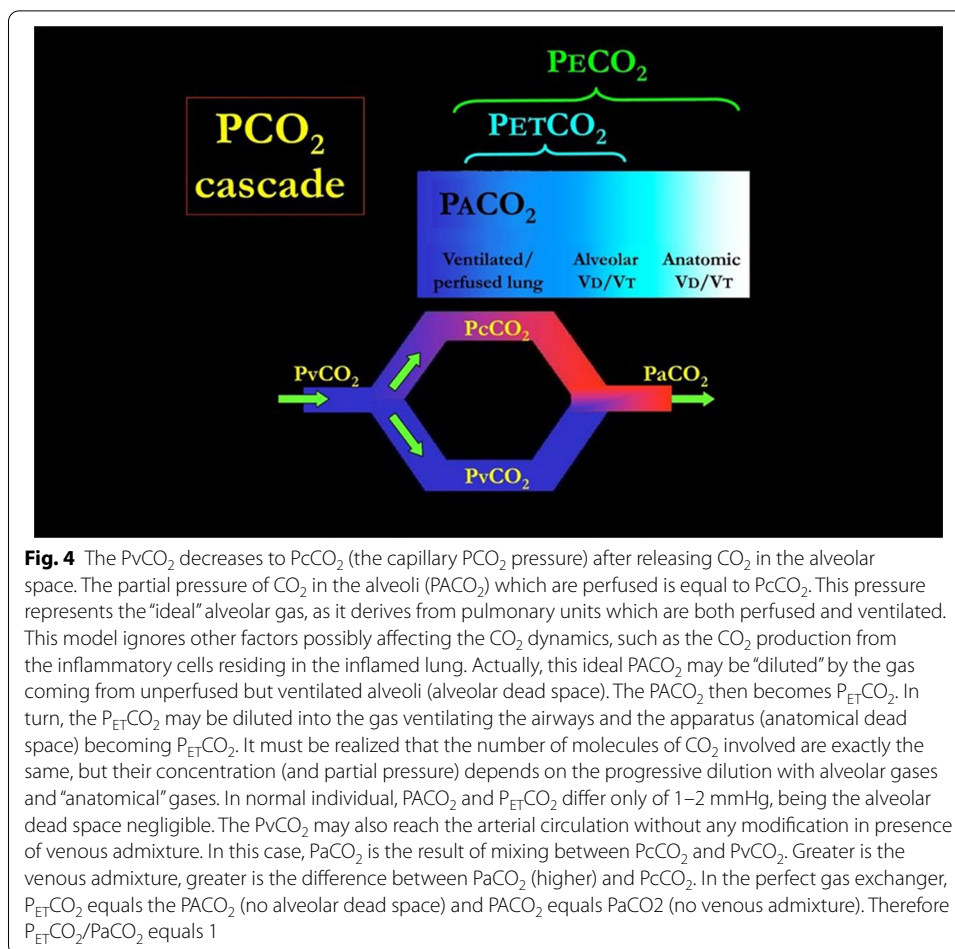 PECO₂
PETCO₂
PCO₂
cascade
PACO₂
Ventilated/
perfused lung
Alveolar
VD/VT
Anatomic
VD/VT
PcCO₂
PvCO₂
PaCO₂
PvCO₂
Fig. 4 The PvCO₂ decreases to PcCO₂ (the capillary PCO₂ pressure) after releasing CO₂ in the alveolar
space. The partial pressure of CO₂ in the alveoli (PACO₂) which are perfused is equal to PcCO₂. This pressure
represents the “ideal” alveolar gas, as it derives from pulmonary units which are both perfused and ventilated.
This model ignores other factors possibly affecting the CO₂ dynamics, such as the CO₂ production from
the inflammatory cells residing in the inflamed lung. Actually, this ideal PACO₂ may be “diluted” by the gas
coming from unperfused but ventilated alveoli (alveolar dead space). The PACO₂ then becomes PETCO₂. In
turn, the PETCO₂ may be diluted into the gas ventilating the airways and the apparatus (anatomical dead
space) becoming PETCO₂. It must be realized that the number of molecules of CO₂ involved are exactly the
same, but their concentration (and partial pressure) depends on the progressive dilution with alveolar gases
and “anatomical” gases. In normal individual, PACO₂ and PETCO₂ differ only of 1–2 mmHg, being the alveolar
dead space negligible. The PvCO₂ may also reach the arterial circulation without any modification in presence
of venous admixture. In this case, PaCO₂ is the result of mixing between PcCO₂ and PvCO₂. Greater is the
venous admixture, greater is the difference between PaCO₂ (higher) and PcCO₂. In the perfect gas exchanger,
PETCO₂ equals the PACO₂ (no alveolar dead space) and PACO₂ equals PaCO2 (no venous admixture). Therefore
PETCO₂/PaCO₂ equals 1